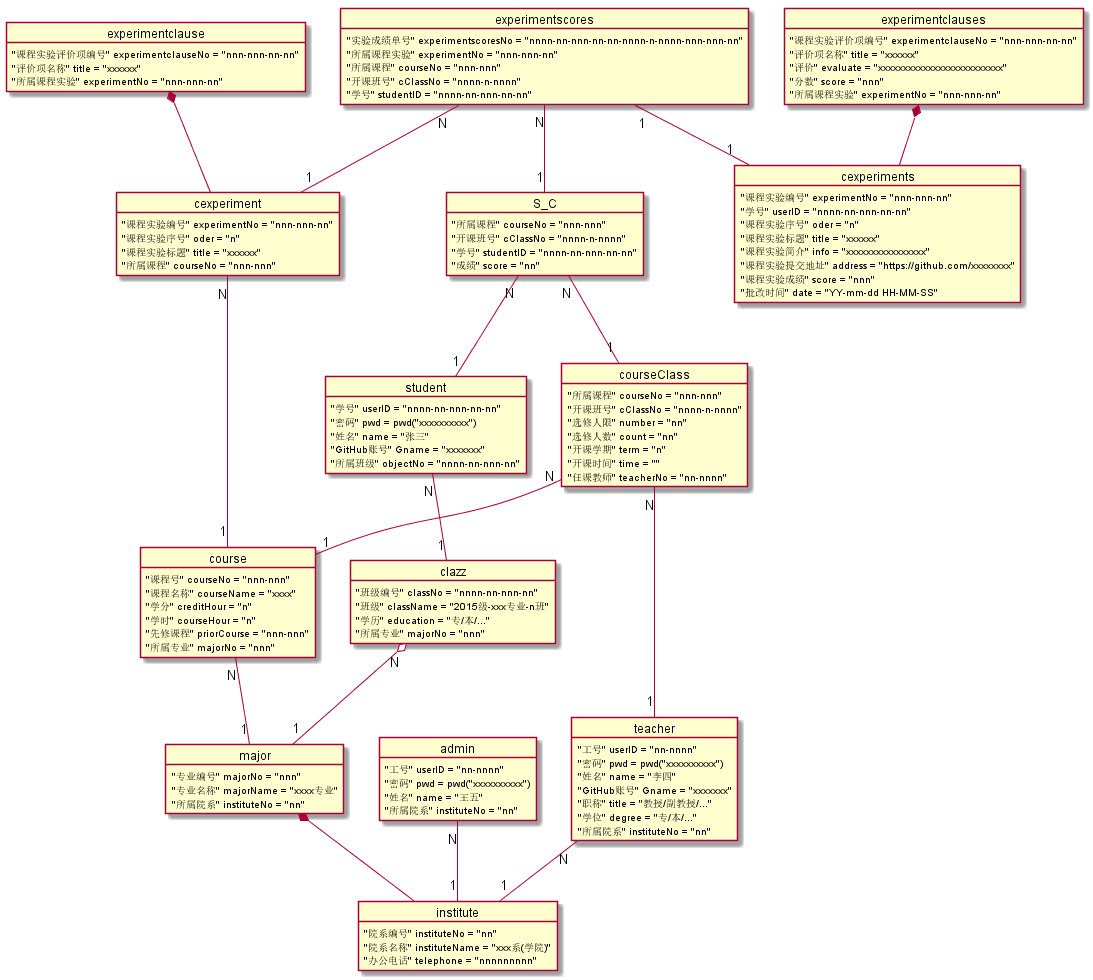 experimentclause
"课程实验评价项编号" experimentclauseNo = "nnn-nnn-nn-nn"
"评价项名称" title = "xxxxxx"
"所属课程实验" experimentNo = "nnn-nnn-nn"
experimentscores
"实验成绩单号" experimentscoresNo = "nnnn-nn-nnn-nn-nn-nnnn-n-nnnn-nnn-nnn-nn"
"所属课程实验" experimentNo = "nnn-nnn-nn"
"所属课程" courseNo = "nnn-nnn"
"开课班号" cClassNo = "nnnn-n-nnnn"
"学号" studentID = "nnnn-nn-nnn-nn-nn"
experimentclauses
"课程实验评价项编号" experimentclauseNo = "nnn-nnn-nn-nn"
"评价项名称" title = "xxxxxx"
"评价" evaluate = "xxxxxxxxxxxxxxxxxxxxxxxxx"
"分数" score = "nnn"
"所属课程实验" experimentNo = "nnn-nnn-nn"
N
N
1
1
1
1
cexperiment
"课程实验编号" experimentNo = "nnn-nnn-nn"
"课程实验序号" oder = "n"
"课程实验标题" title = "xxxxxx"
"所属课程" courseNo = "nnn-nnn"
S_C
"所属课程" courseNo = "nnn-nnn"
"开课班号" cClassNo = "nnnn-n-nnnn"
"学号" studentID = "nnnn-nn-nnn-nn-nn"
"成绩" score = "nn"
cexperiments
"课程实验编号" experimentNo = "nnn-nnn-nn"
"学号" userID = "nnnn-nn-nnn-nn-nn"
"课程实验序号" oder = "n"
"课程实验标题" title = "xxxxxx"
"课程实验简介" info = "xxxxxxxxxxxxxxxx"
"课程实验提交地址" address = "https://github.com/xxxxxxxx"
"课程实验成绩" score = "nnn"
"批改时间" date = "YY-mm-dd HH-MM-SS"
N
N
N
1
1
student
"学号" userID = "nnnn-nn-nnn-nn-nn"
"密码" pwd = pwd("xxxxxxxxxx")
"姓名" name = "张三"
"GitHub账号" Gname = "xxxxxxx"
"所属班级" objectNo = "nnnn-nn-nnn-nn"
courseClass
"所属课程" courseNo = "nnn-nnn"
"开课班号" cClassNo = "nnnn-n-nnnn"
"选修人限" number = "nn"
"选修人数" count = "nn"
"开课学期" term = "n"
"开课时间" time = ""
"任课教师" teacherNo = "nn-nnnn"
N
N
N
1
1
1
course
"课程号" courseNo = "nnn-nnn"
"课程名称" courseName = "xxxx"
"学分" creditHour = "n"
"学时" courseHour = "n"
"先修课程" priorCourse = "nnn-nnn"
"所属专业" majorNo = "nnn"
clazz
"班级编号" classNo = "nnnn-nn-nnn-nn"
"班级" className = "2015级-xxx专业-n班"
"学历" education = "专/本/..."
"所属专业" majorNo = "nnn"
N
N
1
1
1
major
"专业编号" majorNo = "nnn"
"专业名称" majorName = "xxxx专业"
"所属院系" instituteNo = "nn"
admin
"工号" userID = "nn-nnnn"
"密码" pwd = pwd("xxxxxxxxxx")
"姓名" name = "王五"
"所属院系" instituteNo = "nn"
teacher
"工号" userID = "nn-nnnn"
"密码" pwd = pwd("xxxxxxxxxx")
"姓名" name = "李四"
"GitHub账号" Gname = "xxxxxxx"
"职称" title = "教授/副教授/..."
"学位" degree = "专/本/..."
"所属院系" instituteNo = "nn"
N
N
1
1
institute
"院系编号" instituteNo = "nn"
"院系名称" instituteName = "xxx系(学院)"
"办公电话" telephone = "nnnnnnnnn"